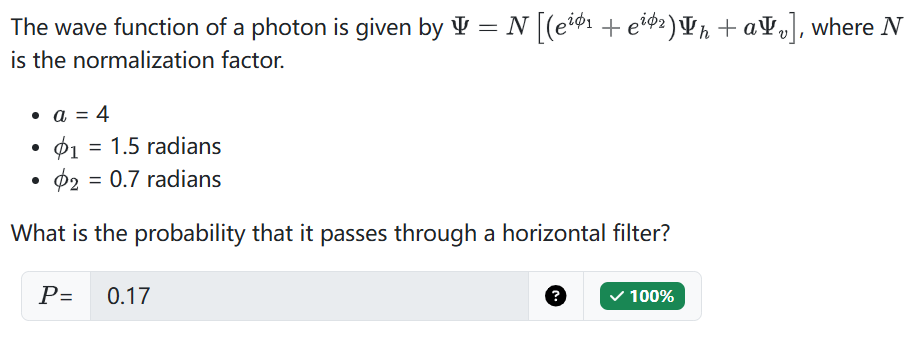 The wave function of a photon is given by Ψ = N [(e^{iϕ₁} + e^{iϕ₂})Ψ_h + aΨ_v], where N
is the normalization factor.
• a = 4
• ϕ₁ = 1.5 radians
• ϕ₂ = 0.7 radians
What is the probability that it passes through a horizontal filter?
P= 0.17 ? ✓ 100%